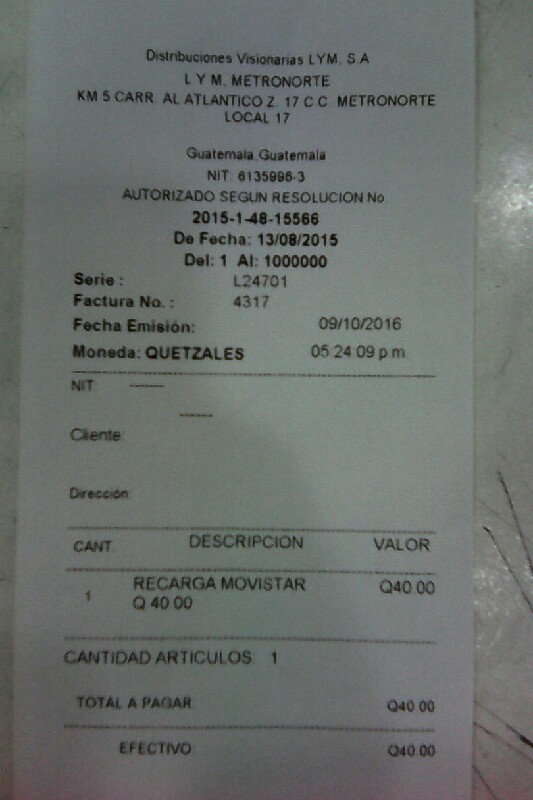 Distribuciones Visionarias LYM, S.A
L Y M, METRONORTE
KM 5 CARR. AL ATLANTICO Z. 17 C.C. METRONORTE
LOCAL 17
Guatemala,Guatemala
NIT: 6135996-3
AUTORIZADO SEGUN RESOLUCION No.
2015-1-48-15566
De Fecha: 13/08/2015
Del: 1 Al: 1000000
Serie : L24701
Factura No. : 4317
Fecha Emisión: 09/10/2016
Moneda: QUETZALES 05:24:09 p.m.
NIT: -------
------
Cliente:
Dirección:
CANT. DESCRIPCION VALOR
1 RECARGA MOVISTAR Q40.00
Q 40.00
CANTIDAD ARTICULOS: 1
TOTAL A PAGAR Q40.00
EFECTIVO Q40.00